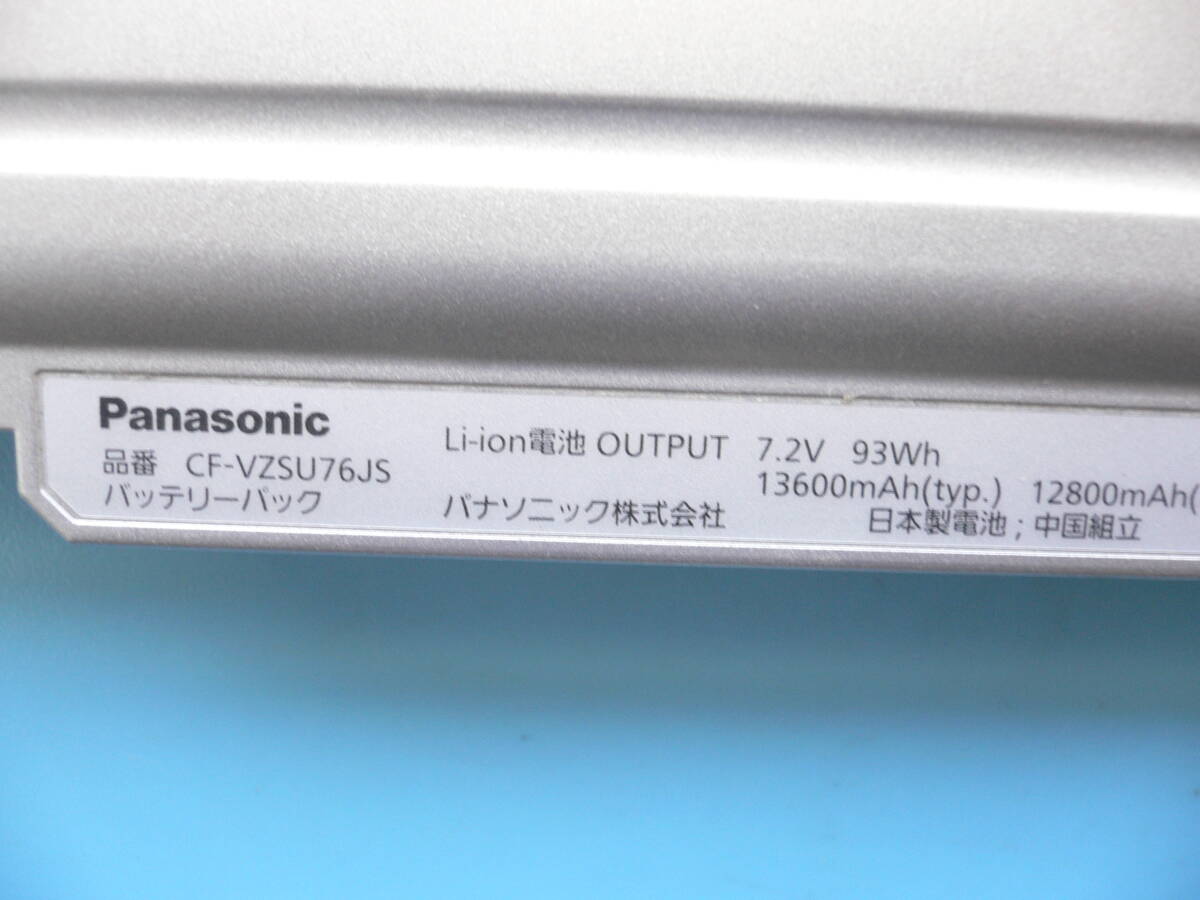 Panasonic
品番 CF-VZSU76JS
バッテリーパック
Li-ion電池 OUTPUT 7.2V 93Wh
13600mAh(typ.) 12800mAh(
パナソニック株式会社
日本製電池 ; 中国組立